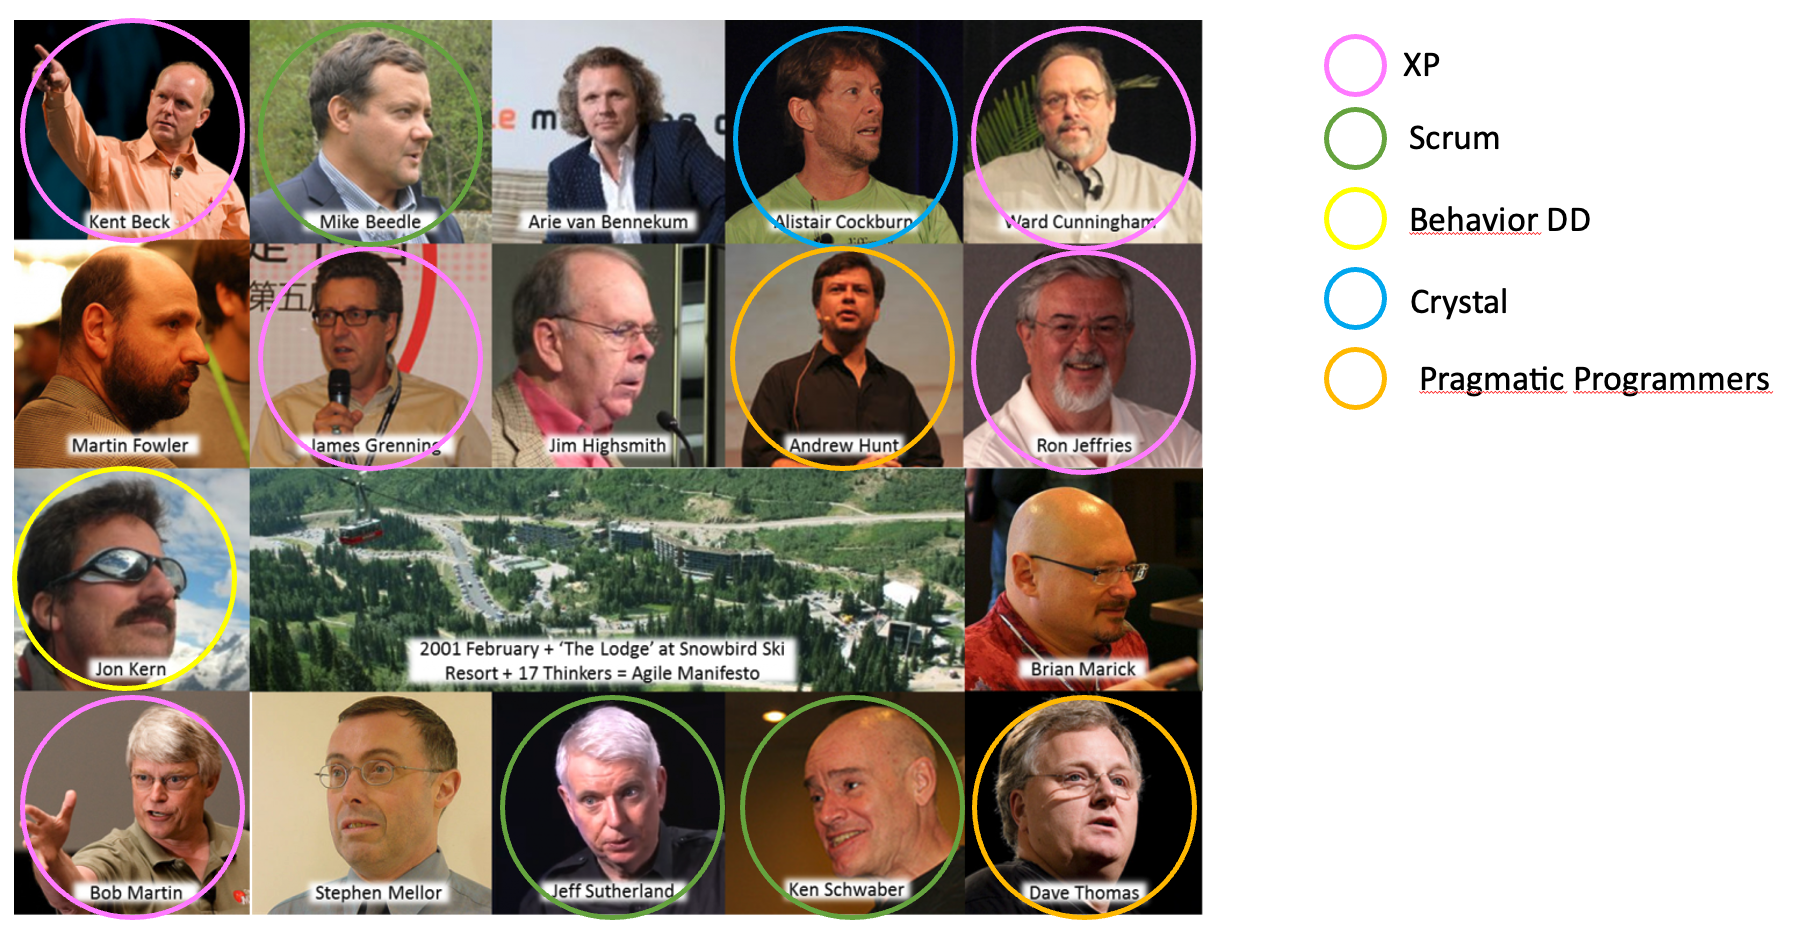 Kent Beck
Mike Beedle
Arie van Bennekum
Alistair Cockburn
Ward Cunningham
第五
Martin Fowler
James Grenning
Jim Highsmith
Andrew Hunt
Ron Jeffries
Jon Kern
2001 February + ‘The Lodge’ at Snowbird Ski
Resort + 17 Thinkers = Agile Manifesto
Brian Marick
Bob Martin
Stephen Mellor
Jeff Sutherland
Ken Schwaber
Dave Thomas
XP
Scrum
Behavior DD
Crystal
Pragmatic Programmers